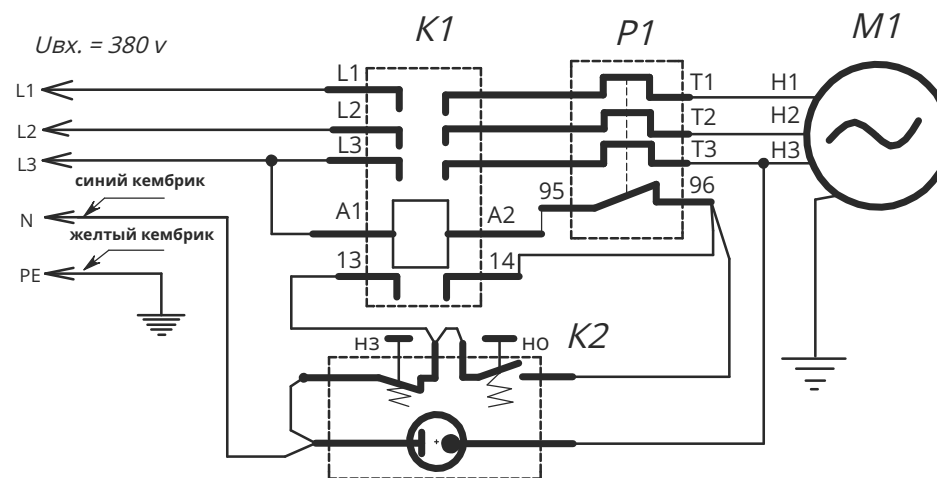 K1
P1
M1
Uвх. = 380 v
L1
L1
T1
H1
L2
L2
T2
H2
L3
L3
T3
H3
синий кембрик
95
96
N
A1
A2
желтый кембрик
13
14
PE
НЗ
НО
K2
+